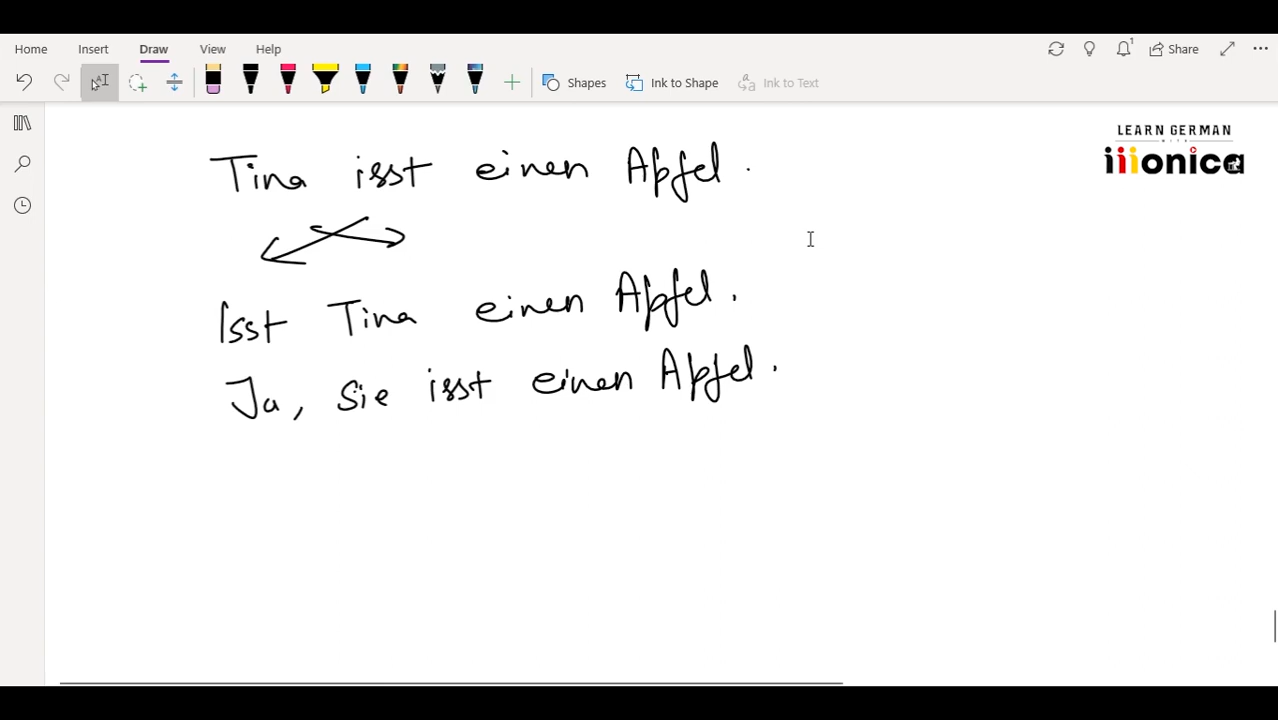 Home Insert Draw View Help
1 Share
Shapes Ink to Shape Ink to Text
LEARN GERMAN
Tina isst einen Apfel.
Isst Tina einen Apfel.
Ja, Sie isst einen Apfel.